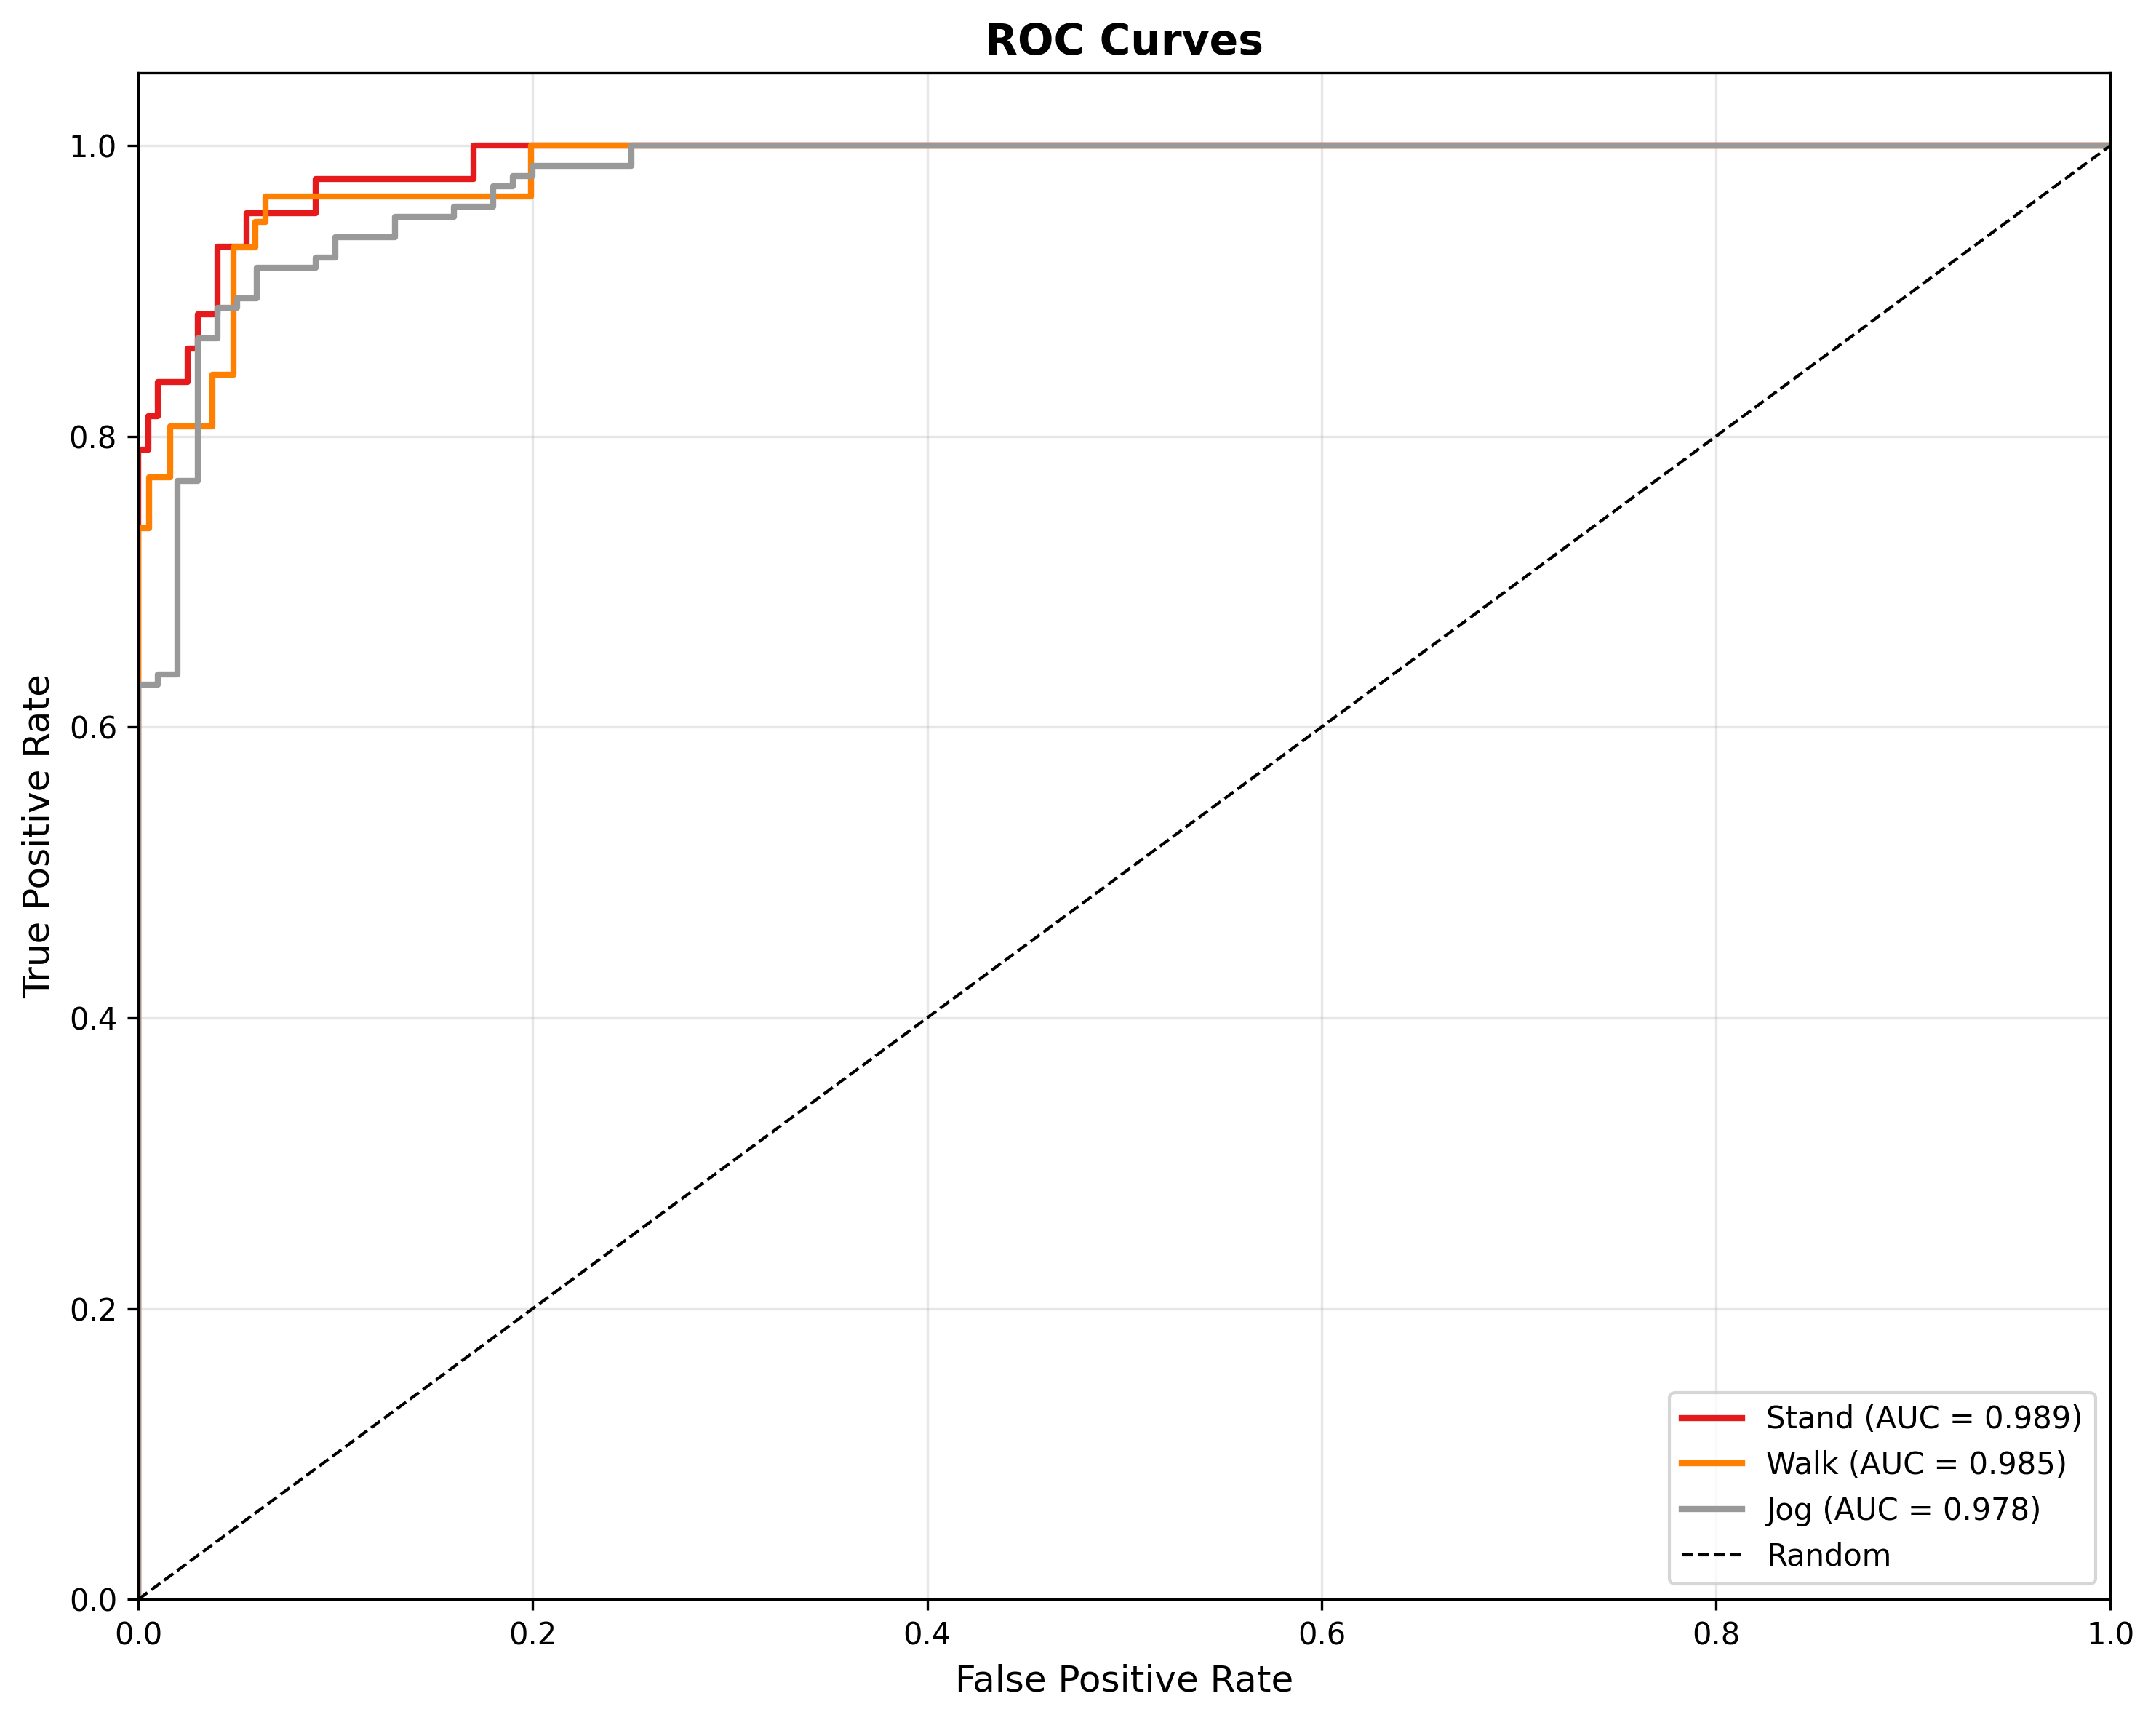 ROC Curves
True Positive Rate
1.0
0.8
0.6
0.4
0.2
0.0
0.0 0.2 0.4 0.6 0.8 1.0
False Positive Rate
Stand (AUC = 0.989)
Walk (AUC = 0.985)
Jog (AUC = 0.978)
Random